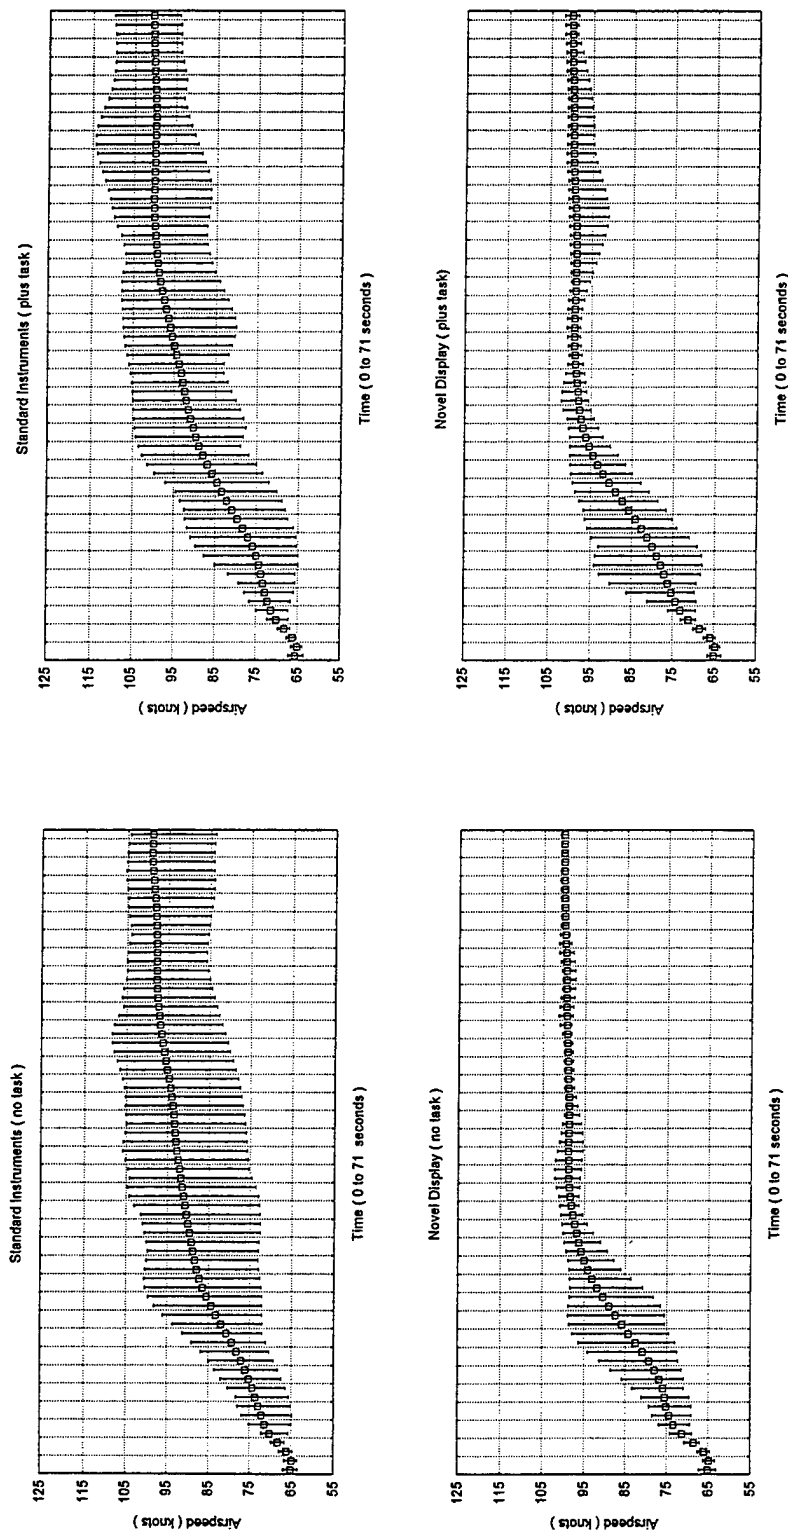 Standard Instruments ( no task )
Airspeed ( knots )
125
115
105
95
85
75
65
55
Time ( 0 to 71 seconds )
Standard Instruments ( plus task )
Airspeed ( knots )
125
115
105
95
85
75
65
55
Time ( 0 to 71 seconds )
Novel Display ( no task )
Airspeed ( knots )
125
115
105
95
85
75
65
55
Time ( 0 to 71 seconds )
Novel Display ( plus task)
Airspeed ( knots )
125
115
105
95
85
75
65
55
Time ( 0 to 71 seconds )